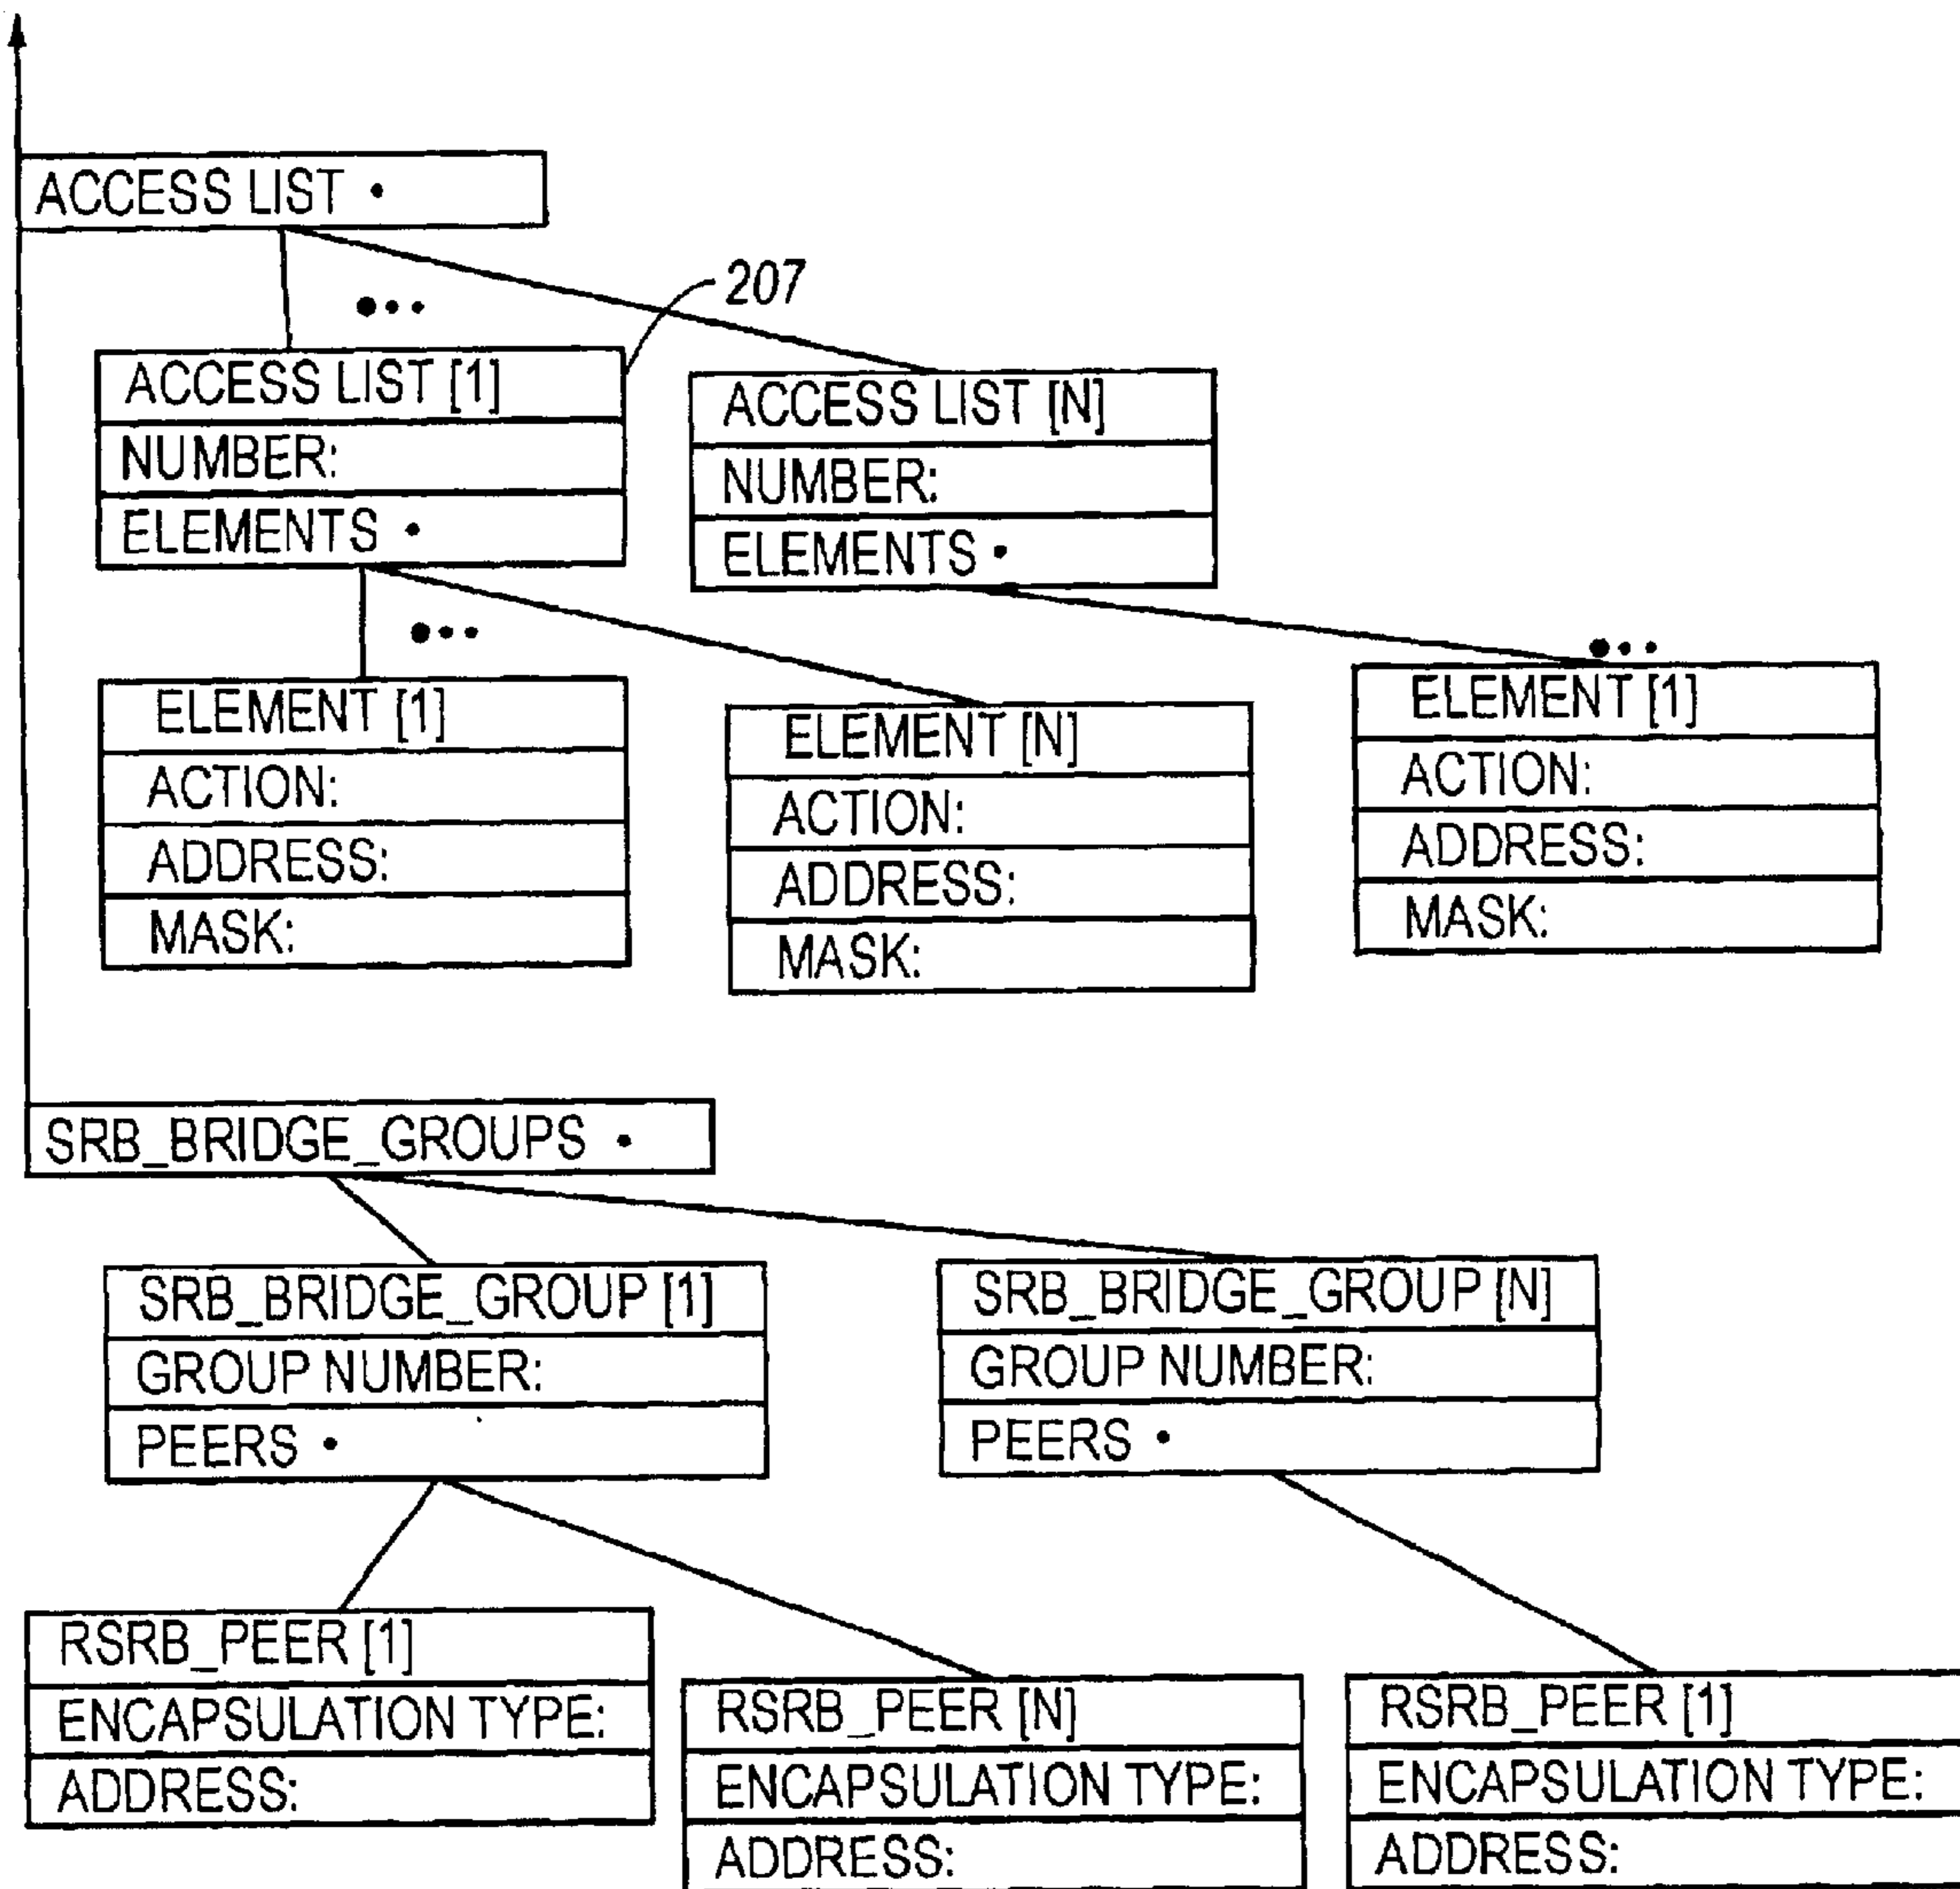 ACCESS LIST •
207
ACCESS LIST [1]
NUMBER:
ELEMENTS •
ACCESS LIST [N]
NUMBER:
ELEMENTS •
ELEMENT [1]
ACTION:
ADDRESS:
MASK:
ELEMENT [N]
ACTION:
ADDRESS:
MASK:
ELEMENT [1]
ACTION:
ADDRESS:
MASK:
SRB_BRIDGE_GROUPS •
SRB_BRIDGE_GROUP [1]
GROUP NUMBER:
PEERS •
SRB_BRIDGE_GROUP [N]
GROUP NUMBER:
PEERS •
RSRB_PEER [1]
ENCAPSULATION TYPE:
ADDRESS:
RSRB_PEER [N]
ENCAPSULATION TYPE:
ADDRESS:
RSRB_PEER [1]
ENCAPSULATION TYPE:
ADDRESS: